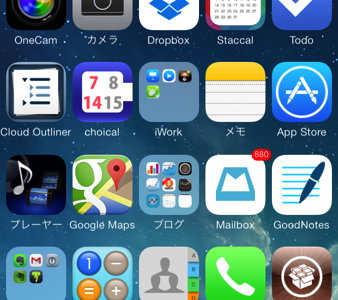 OneCam カメラ Dropbox Staccal Todo
7 8
14 15
Cloud Outliner choical iWork メモ App Store
880
プレーヤー Google Maps ブログ Mailbox GoodNotes
1